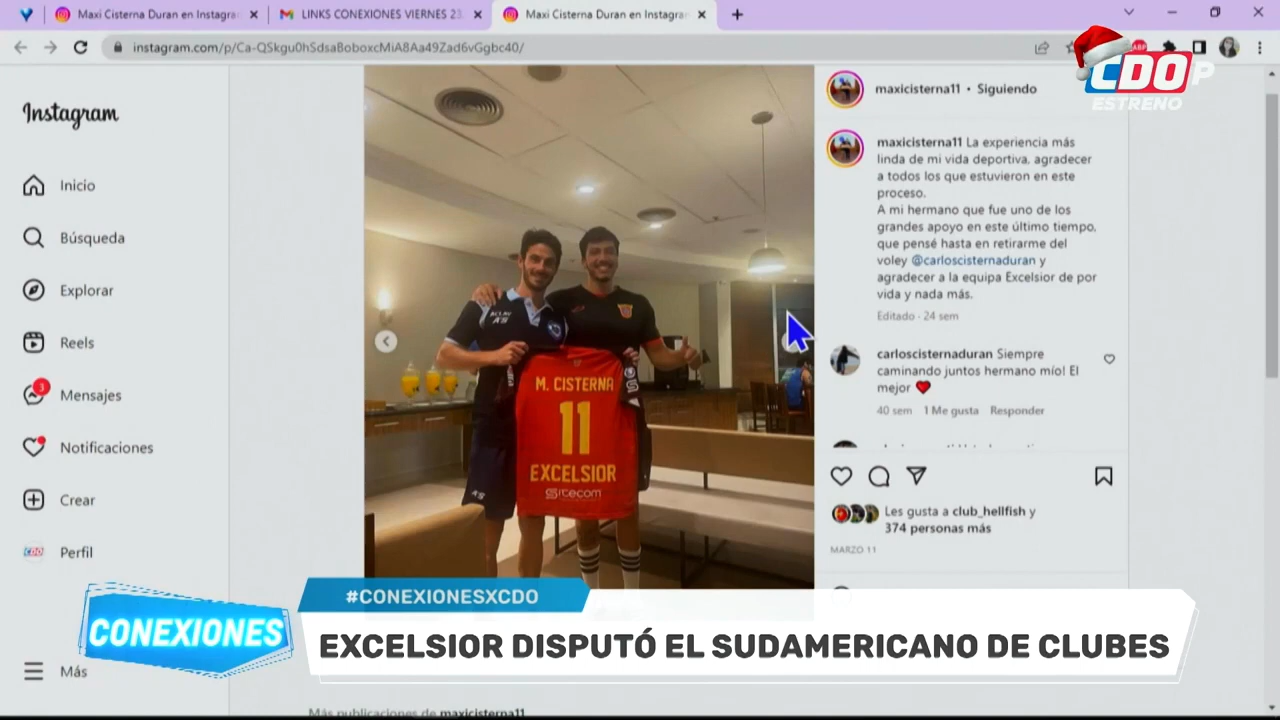 Maxi Cisterna Duran en Instagra
LINKS CONEXIONES VIERNES 23
Maxi Cisterna Duran en Instagra
instagram.com/p/Ca-QSkgu0hSdsaBoboxcMiA8Aa49Zad6vGgbc40/
ABP
CDO
P
ESTRENO
Instagram
Inicio
Búsqueda
Explorar
Reels
3
Mensajes
Notificaciones
Crear
CDO
Perfil
Más
M. CISTERNA
11
EXCELSIOR
sitecom
maxicisterna11 • Siguiendo
maxicisterna11 La experiencia más
linda de mi vida deportiva, agradecer
a todos los que estuvieron en este
proceso.
A mi hermano que fue uno de los
grandes apoyo en este último tiempo,
que pensé hasta en retirarme del
voley @carloscisternaduran y
agradecer a la equipa Excelsior de por
vida y nada más.
Editado · 24 sem
carloscisternaduran Siempre
caminando juntos hermano mío! El
mejor ❤️
40 sem 1 Me gusta Responder
Les gusta a club_hellfish y
374 personas más
MARZO 11
#CONEXIONESXCDO
CONEXIONES
EXCELSIOR DISPUTÓ EL SUDAMERICANO DE CLUBES
Más publicaciones de maxicisterna11